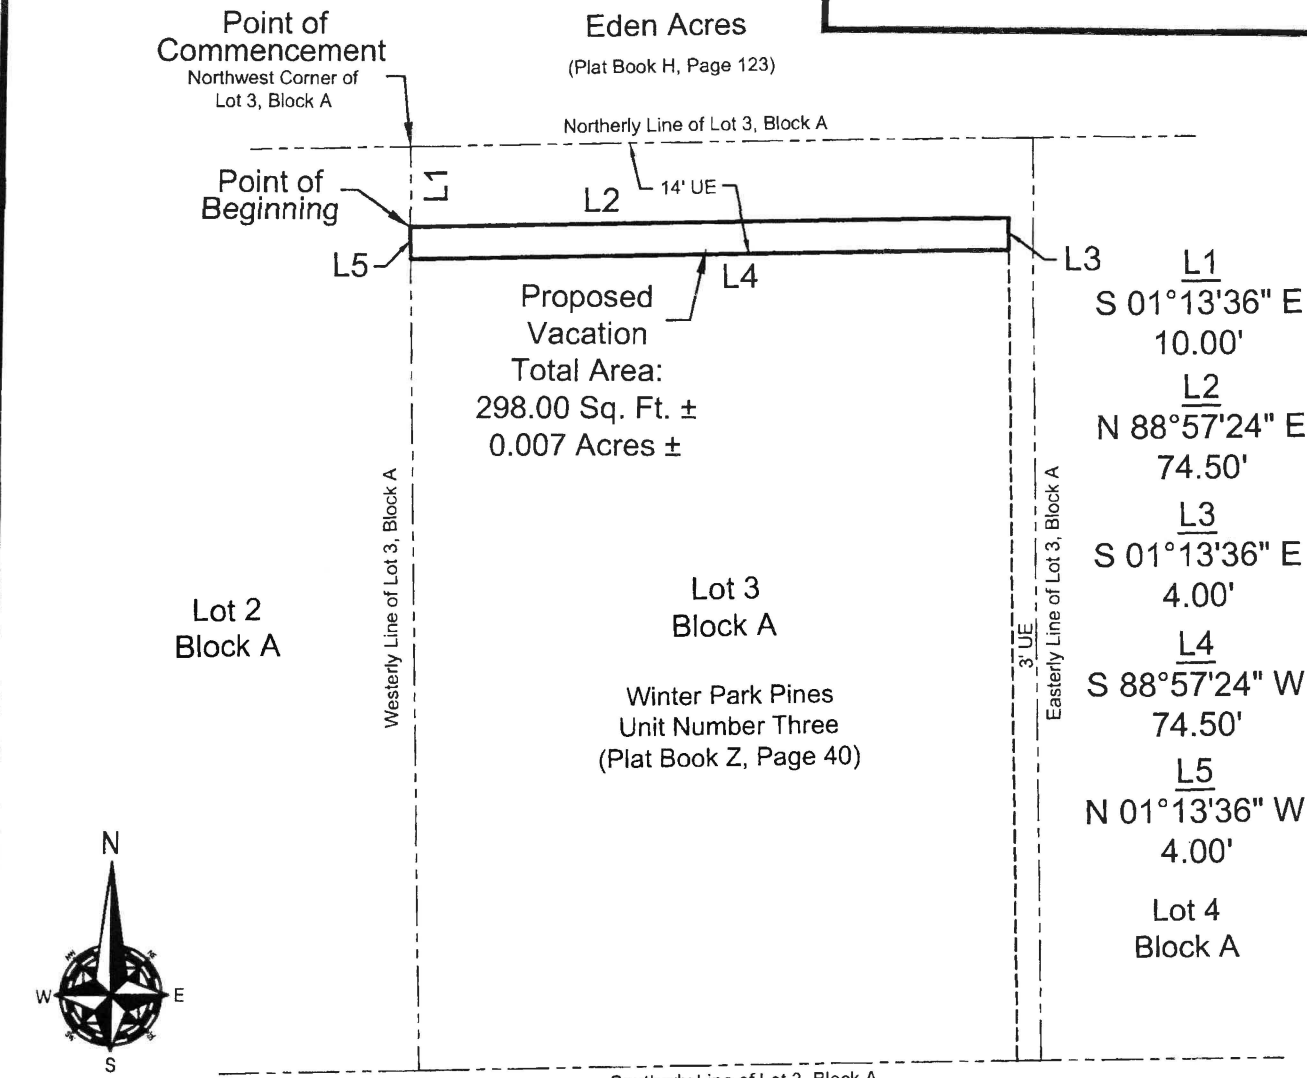 Point of
Commencement
Northwest Corner of
Lot 3, Block A
Eden Acres
(Plat Book H, Page 123)
Northerly Line of Lot 3, Block A
Point of
Beginning
L1
L2
14' UE
L5
L4
L3
Proposed
Vacation
Total Area:
298.00 Sq. Ft. ±
0.007 Acres ±
L1
S 01°13'36" E
10.00'
L2
N 88°57'24" E
74.50'
L3
S 01°13'36" E
4.00'
L4
S 88°57'24" W
74.50'
L5
N 01°13'36" W
4.00'
Westerly Line of Lot 3, Block A
Lot 2
Block A
Lot 3
Block A
Winter Park Pines
Unit Number Three
(Plat Book Z, Page 40)
3' UE
Easterly Line of Lot 3, Block A
Lot 4
Block A
N
W
E
S
Line of Lot 3, Block A